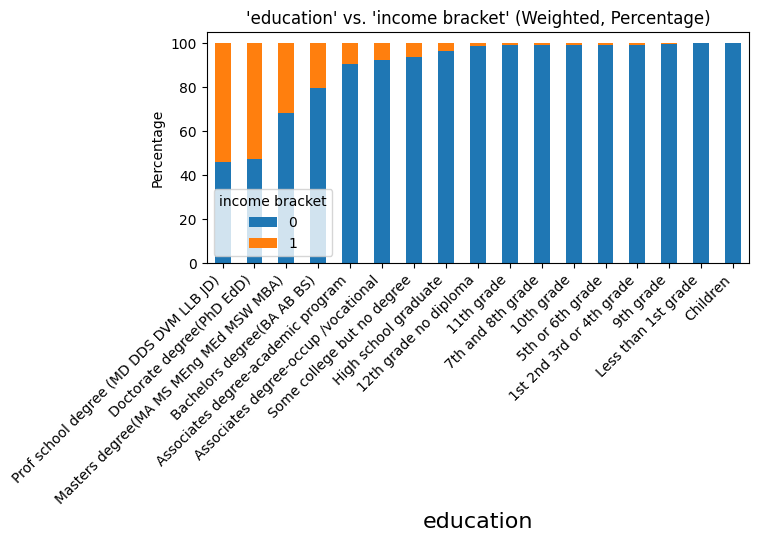 'education' vs. 'income bracket' (Weighted, Percentage)
Percentage
100
80
60
40
20
0
income bracket
0
1
Prof school degree (MD DDS DVM LLB JD)
Doctorate degree(PhD EdD)
Masters degree(MA MS MEng MEd MSW MBA)
Bachelors degree(BA AB BS)
Associates degree-academic program
Associates degree-occup /vocational
Some college but no degree
High school graduate
12th grade no diploma
11th grade
7th and 8th grade
10th grade
5th or 6th grade
1st 2nd 3rd or 4th grade
9th grade
Less than 1st grade
Children
education